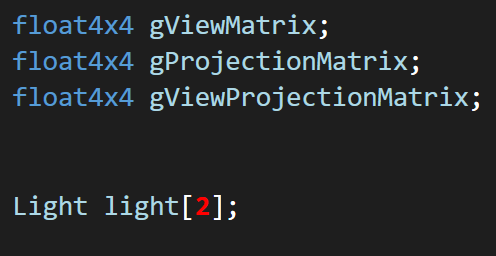 float4x4 gViewMatrix;
float4x4 gProjectionMatrix;
float4x4 gViewProjectionMatrix;
Light light[2];